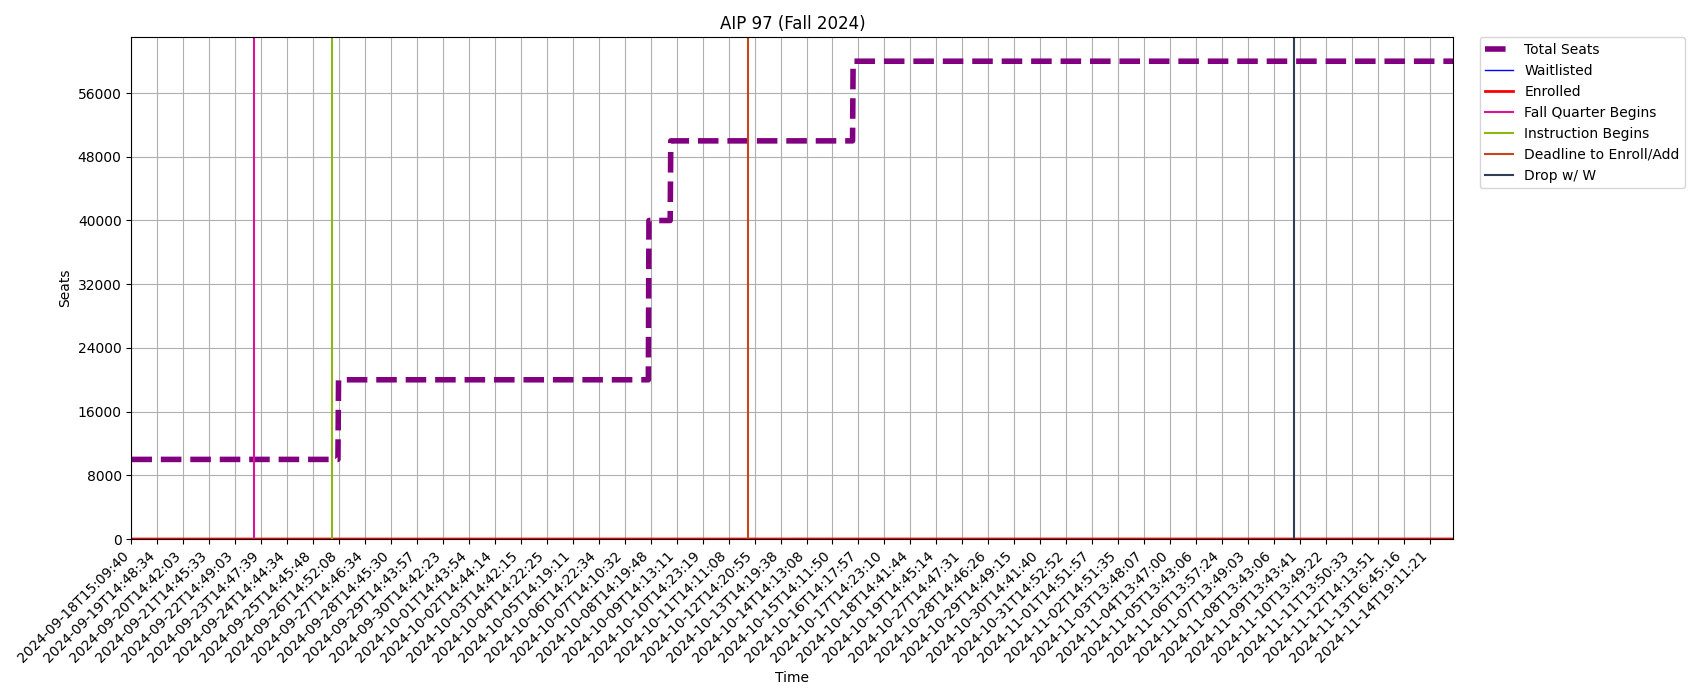 AIP 97 (Fall 2024)
Total Seats
Waitlisted
Enrolled
Fall Quarter Begins
Instruction Begins
Deadline to Enroll/Add
Drop w/ W
Seats
56000
48000
40000
32000
24000
16000
8000
0
2024-09-18T15:09:40
2024-09-19T14:48:34
2024-09-20T14:42:03
2024-09-21T14:45:33
2024-09-22T14:49:03
2024-09-23T14:47:39
2024-09-24T14:44:34
2024-09-25T14:45:48
2024-09-26T14:52:08
2024-09-27T14:46:34
2024-09-28T14:45:30
2024-09-29T14:43:57
2024-09-30T14:42:23
2024-10-01T14:43:54
2024-10-02T14:44:14
2024-10-03T14:42:15
2024-10-04T14:22:25
2024-10-05T14:19:11
2024-10-06T14:22:34
2024-10-07T14:10:32
2024-10-08T14:19:48
2024-10-09T14:13:11
2024-10-10T14:23:19
2024-10-11T14:11:08
2024-10-12T14:20:55
2024-10-13T14:19:38
2024-10-14T14:13:08
2024-10-15T14:11:50
2024-10-16T14:17:57
2024-10-17T14:23:10
2024-10-18T14:41:44
2024-10-19T14:45:14
2024-10-27T14:47:31
2024-10-28T14:46:26
2024-10-29T14:49:15
2024-10-30T14:41:40
2024-10-31T14:52:52
2024-11-01T14:51:57
2024-11-02T14:51:35
2024-11-03T13:48:07
2024-11-04T13:47:00
2024-11-05T13:43:06
2024-11-06T13:57:24
2024-11-07T13:49:03
2024-11-08T13:43:06
2024-11-09T13:43:41
2024-11-10T13:49:22
2024-11-11T13:50:33
2024-11-12T14:13:51
2024-11-13T16:45:16
2024-11-14T19:11:21
Time